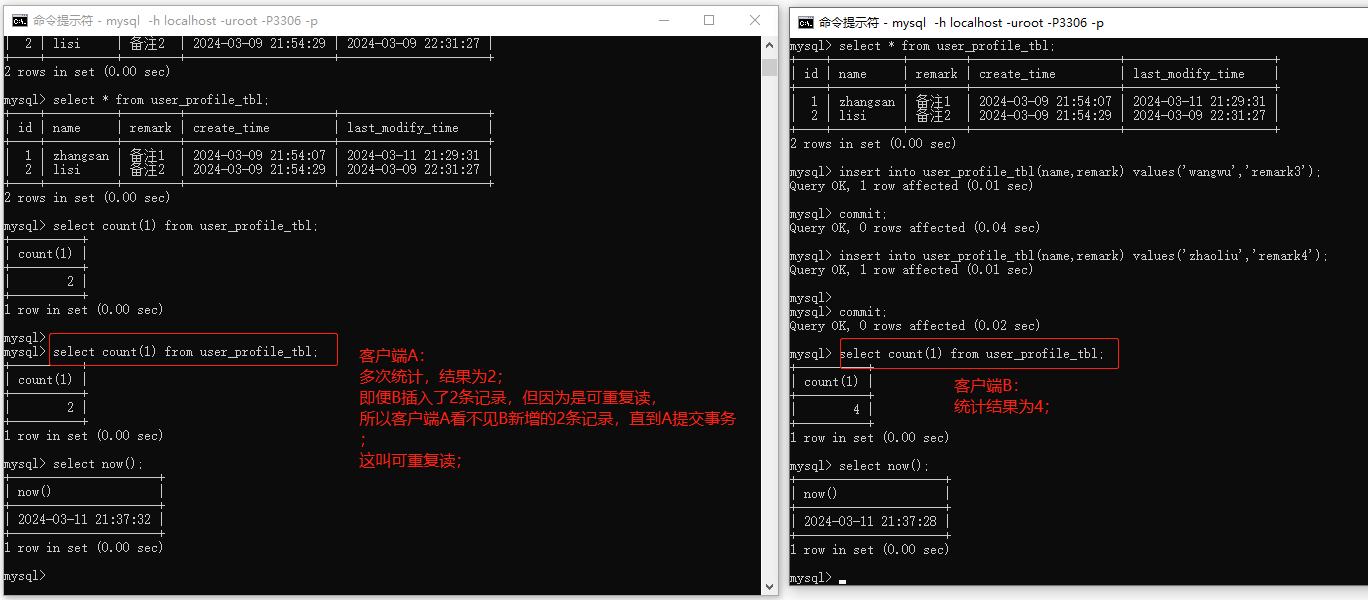 命令提示符 - mysql  -h localhost -uroot -P3306 -p
|  2 | lisi     | 备注2  | 2024-03-09 21:54:29 | 2024-03-09 22:31:27 |
2 rows in set (0.00 sec)
mysql> select * from user_profile_tbl;
| id | name     | remark | create_time         | last_modify_time    |
|  1 | zhangsan | 备注1  | 2024-03-09 21:54:07 | 2024-03-11 21:29:31 |
|  2 | lisi     | 备注2  | 2024-03-09 21:54:29 | 2024-03-09 22:31:27 |
2 rows in set (0.00 sec)
mysql> select count(1) from user_profile_tbl;
| count(1) |
|        2 |
1 row in set (0.00 sec)
mysql>
mysql> select count(1) from user_profile_tbl;
| count(1) |
|        2 |
1 row in set (0.00 sec)
mysql> select now();
| now()               |
| 2024-03-11 21:37:32 |
1 row in set (0.00 sec)
mysql>
客户端A：
多次统计，结果为2；
即便B插入了2条记录，但因为是可重复读，
所以客户端A看不见B新增的2条记录，直到A提交事务
；
这叫可重复读；
命令提示符 - mysql  -h localhost -uroot -P3306 -p
mysql> select * from user_profile_tbl;
| id | name     | remark | create_time         | last_modify_time    |
|  1 | zhangsan | 备注1  | 2024-03-09 21:54:07 | 2024-03-11 21:29:31 |
|  2 | lisi     | 备注2  | 2024-03-09 21:54:29 | 2024-03-09 22:31:27 |
2 rows in set (0.00 sec)
mysql> insert into user_profile_tbl(name,remark) values('wangwu','remark3');
Query OK, 1 row affected (0.01 sec)
mysql> commit;
Query OK, 0 rows affected (0.04 sec)
mysql> insert into user_profile_tbl(name,remark) values('zhaoliu','remark4');
Query OK, 1 row affected (0.01 sec)
mysql>
mysql> commit;
Query OK, 0 rows affected (0.02 sec)
mysql> select count(1) from user_profile_tbl;
| count(1) |
|        4 |
1 row in set (0.00 sec)
mysql> select now();
| now()               |
| 2024-03-11 21:37:28 |
1 row in set (0.00 sec)
mysql>
客户端B：
统计结果为4；